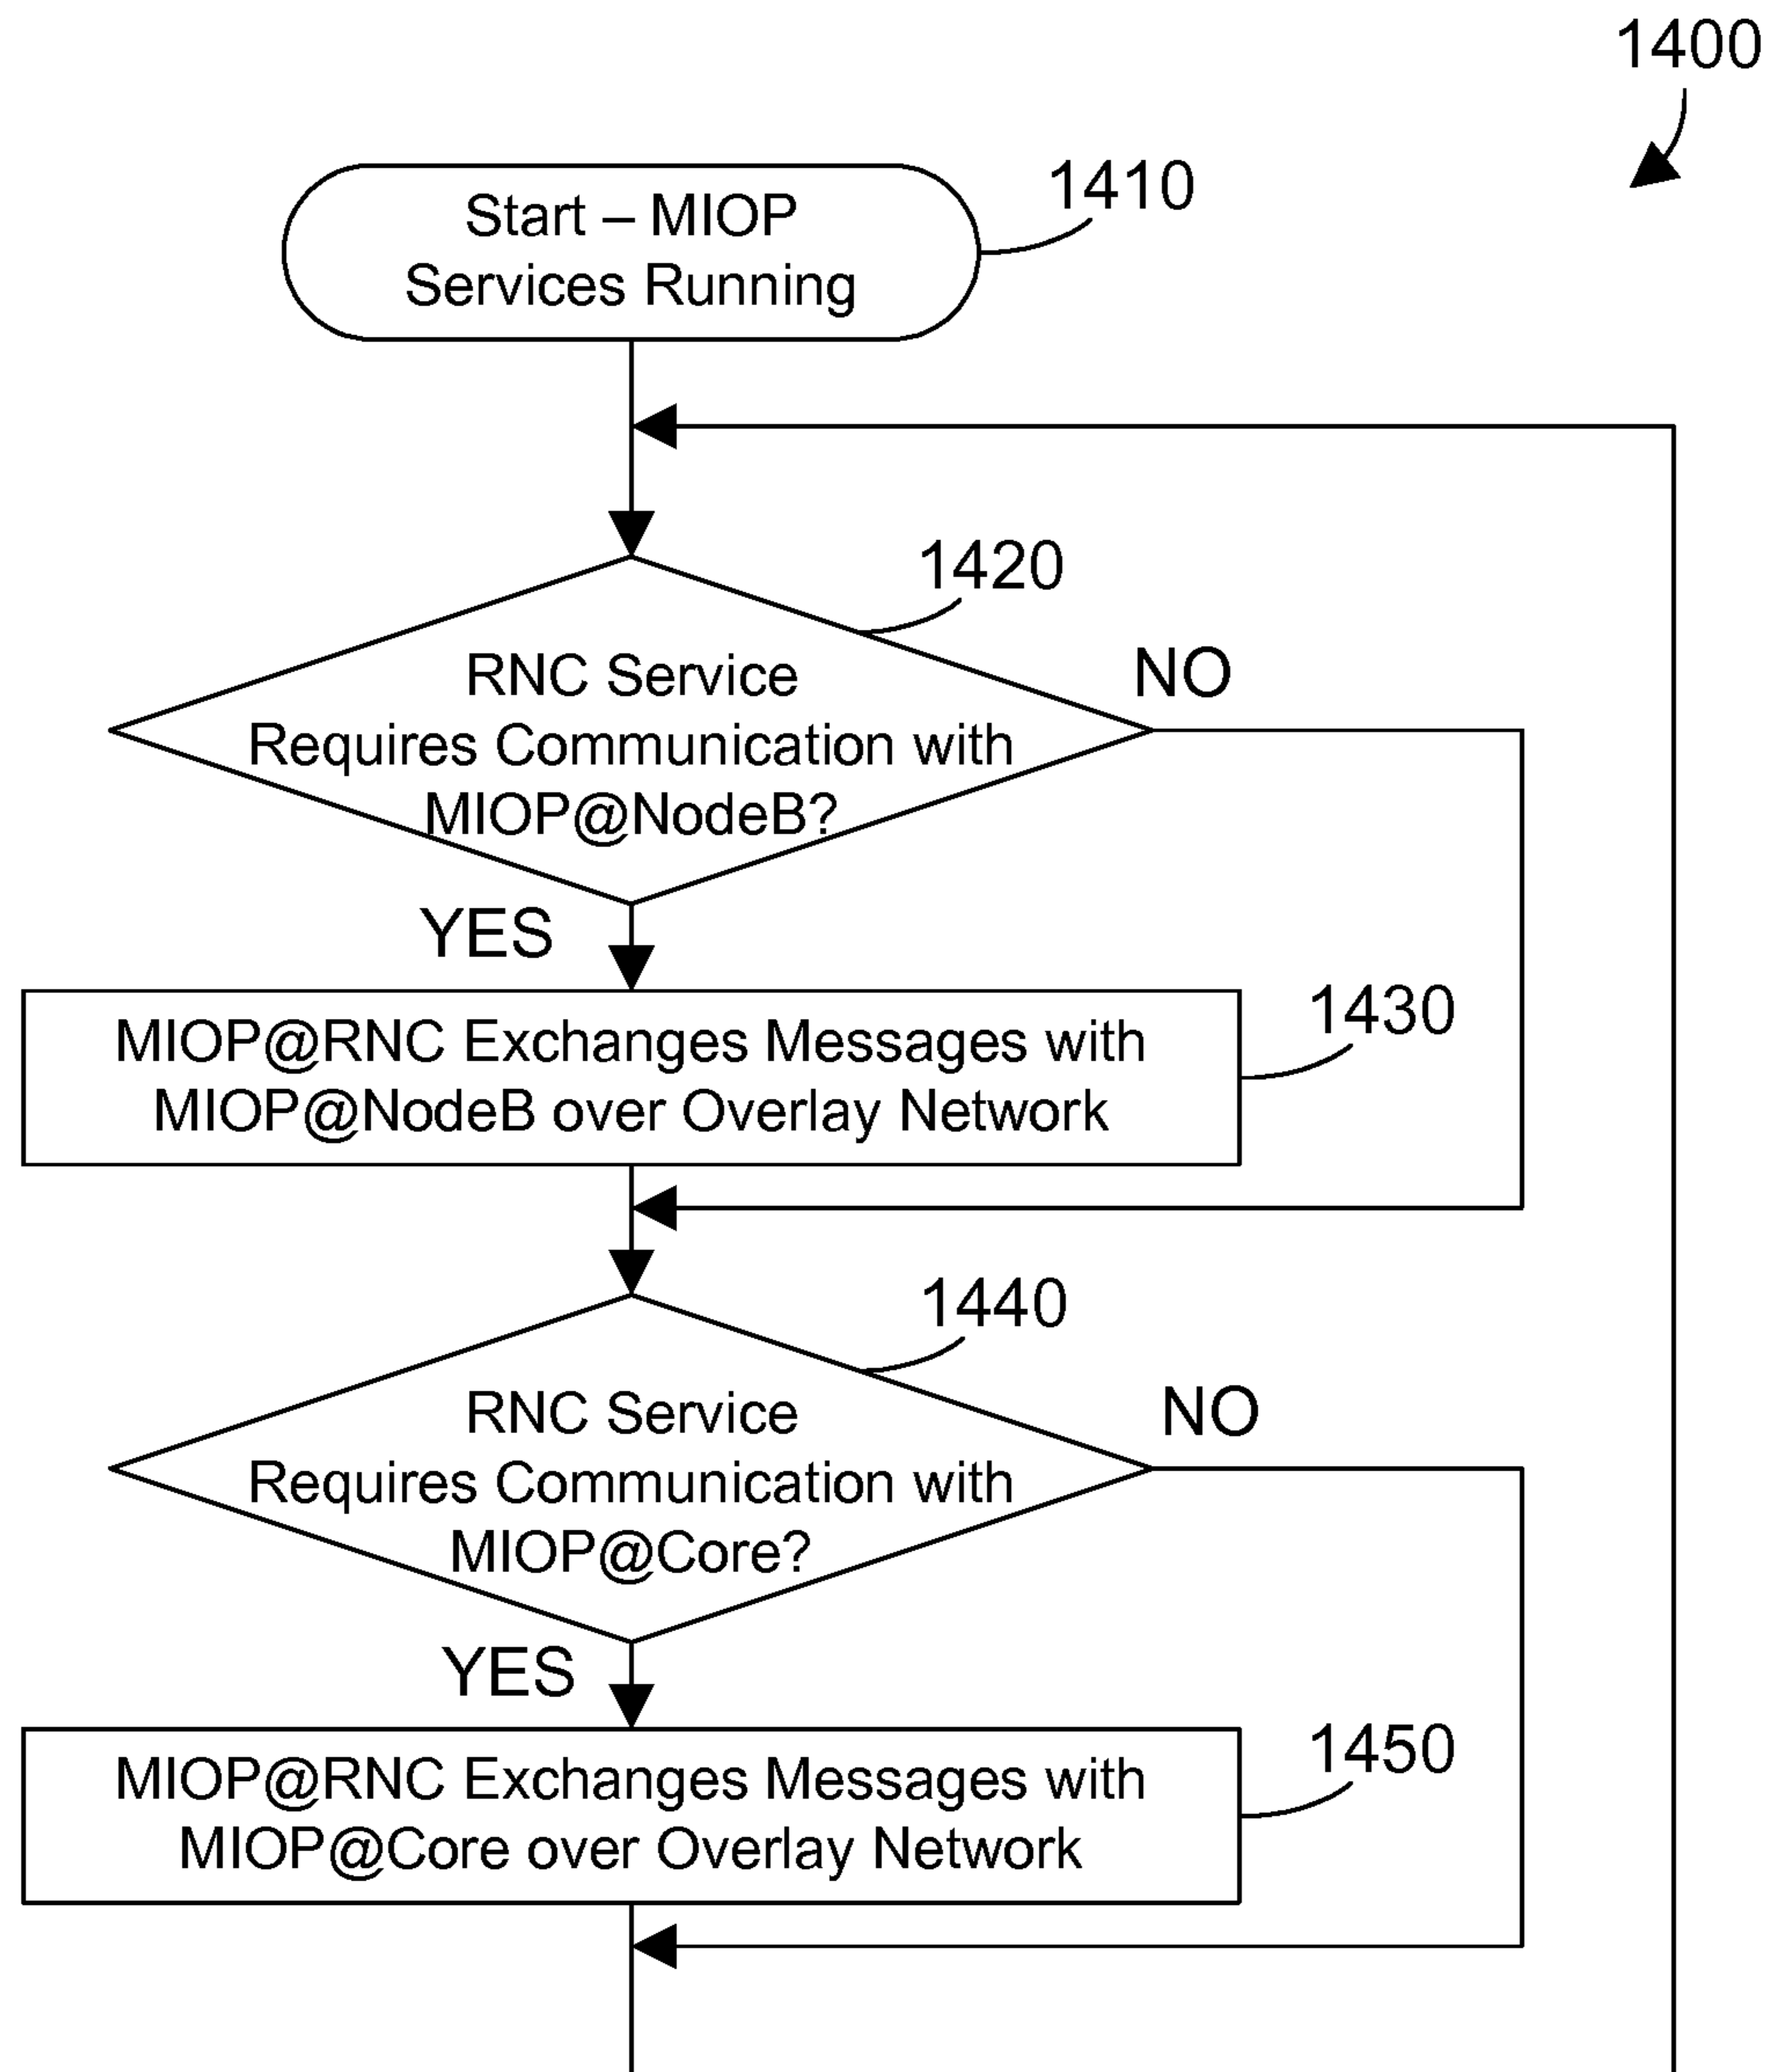 1400
Start – MIOP
Services Running
1410
1420
RNC Service
Requires Communication with
MIOP@NodeB?
NO
YES
MIOP@RNC Exchanges Messages with
MIOP@NodeB over Overlay Network
1430
1440
RNC Service
Requires Communication with
MIOP@Core?
NO
YES
MIOP@RNC Exchanges Messages with
MIOP@Core over Overlay Network
1450